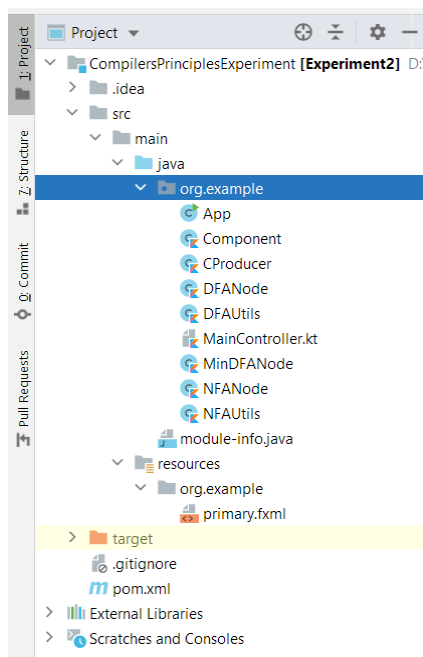 Project
1: Project
CompilersPrinciplesExperiment [Experiment2] D:\
.idea
src
main
java
org.example
App
Component
CProducer
DFANode
DFAUtils
MainController.kt
MinDFANode
NFANode
NFAUtils
module-info.java
resources
org.example
primary.fxml
target
.gitignore
pom.xml
External Libraries
Scratches and Consoles
7: Structure
0: Commit
Pull Requests